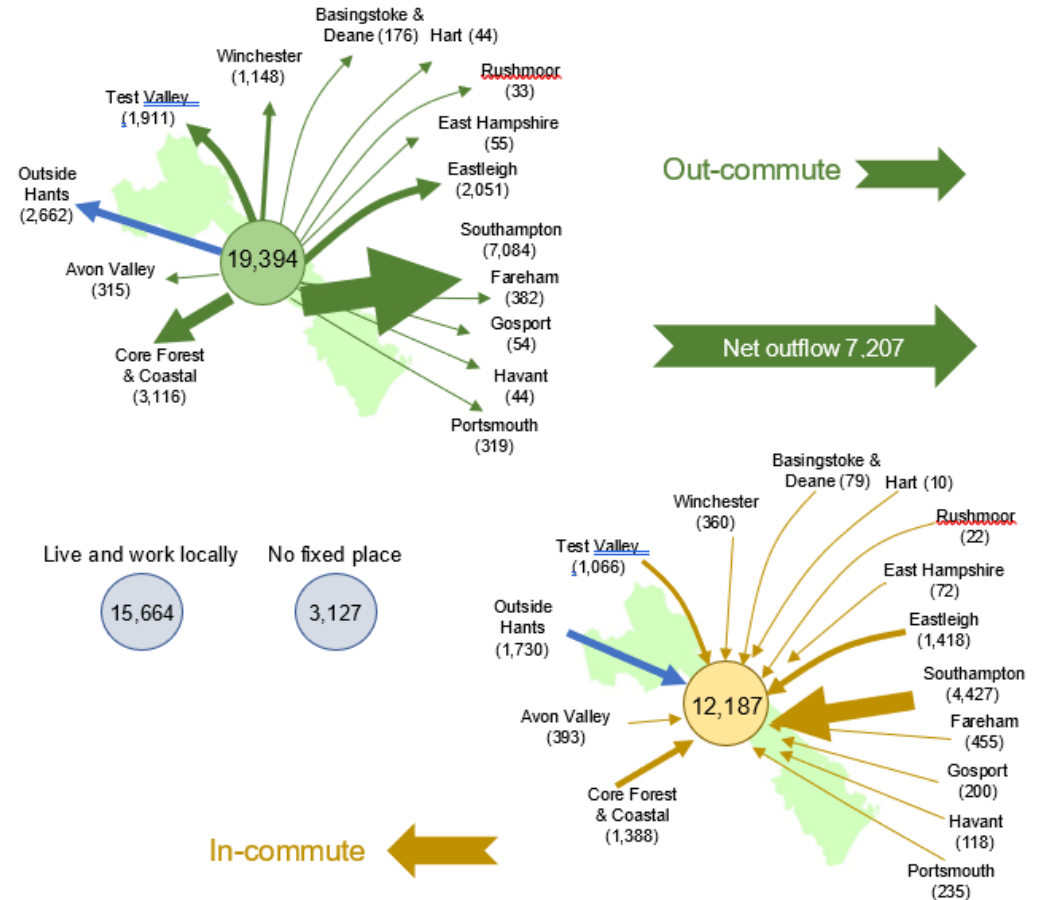 Basingstoke &
Deane (176)
Hart (44)
Winchester
(1,148)
Rushmoor
(33)
Test Valley
(1,911)
East Hampshire
(55)
Eastleigh
(2,051)
Outside
Hants
(2,662)
Southampton
(7,084)
19,394
Avon Valley
(315)
Fareham
(382)
Gosport
(54)
Core Forest
& Coastal
(3,116)
Havant
(44)
Portsmouth
(319)
Out-commute
Net outflow 7,207
Live and work locally
15,664
No fixed place
3,127
Basingstoke &
Deane (79)
Hart (10)
Winchester
(360)
Rushmoor
(22)
Test Valley
(1,066)
East Hampshire
(72)
Outside
Hants
(1,730)
Eastleigh
(1,418)
Southampton
(4,427)
12,187
Avon Valley
(393)
Fareham
(455)
Gosport
(200)
Core Forest
& Coastal
(1,388)
Havant
(118)
Portsmouth
(235)
In-commute